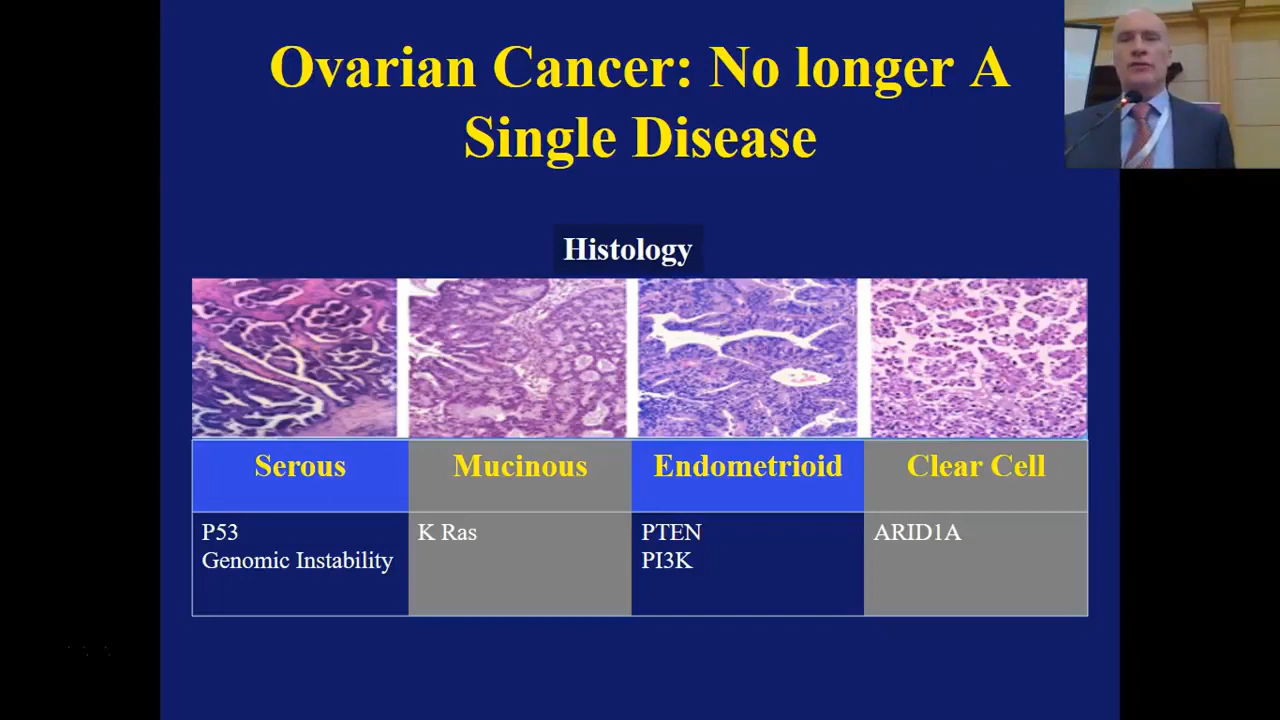 Ovarian Cancer: No longer A
Single Disease
Histology
Serous
Mucinous
Endometrioid
Clear Cell
P53
Genomic Instability
K Ras
PTEN
PI3K
ARID1A